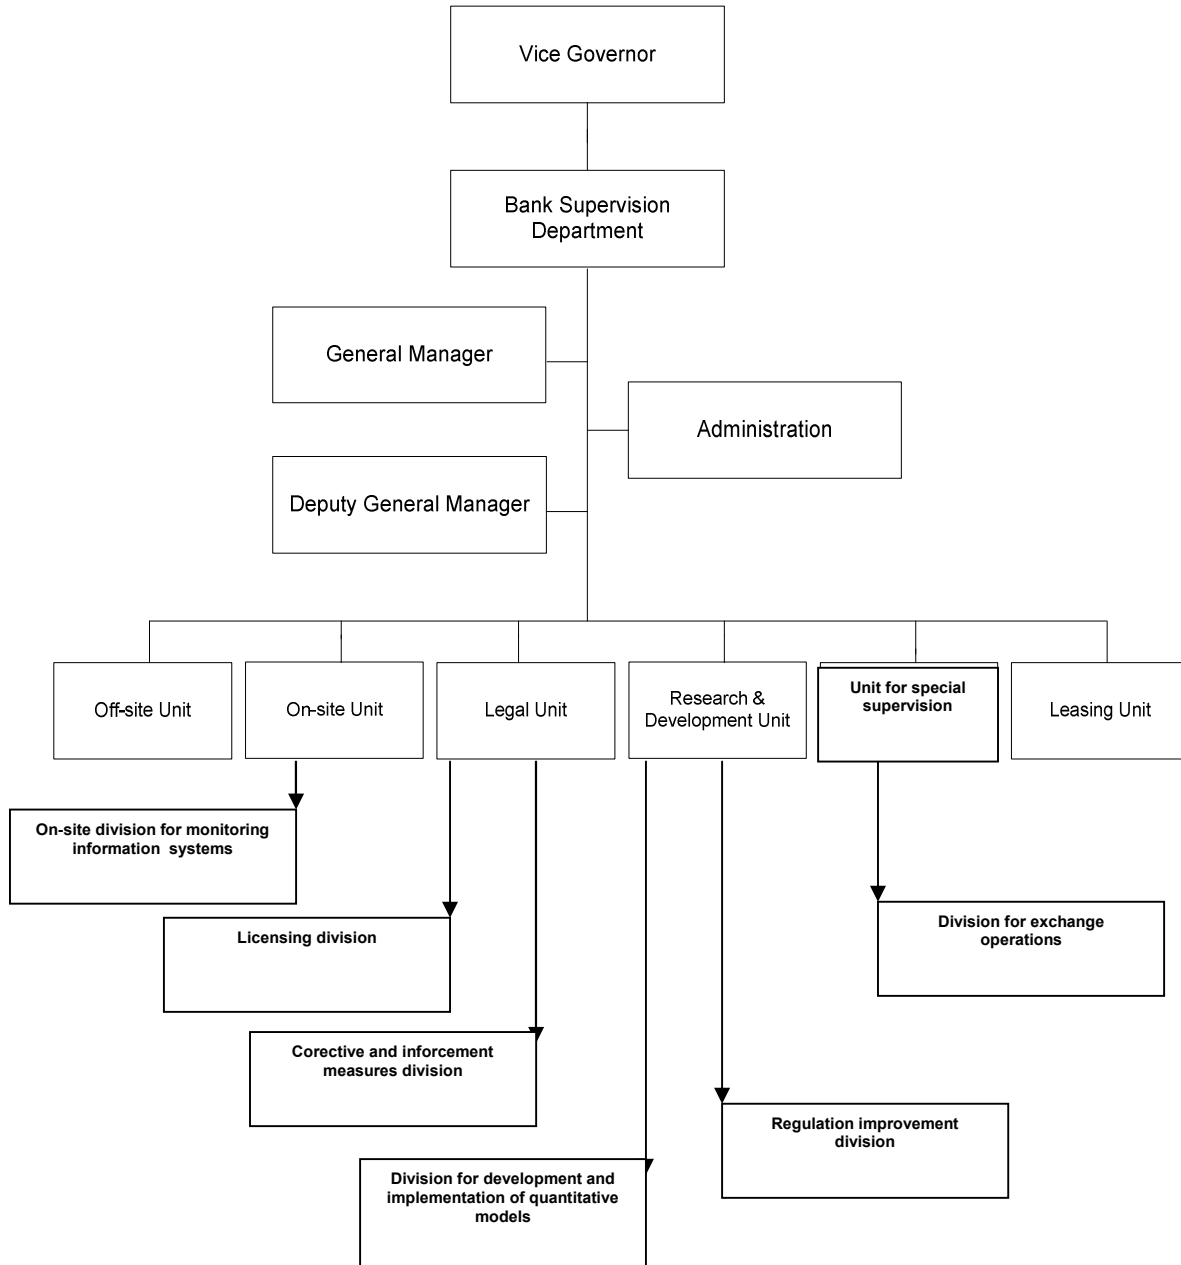 Vice Governor
Bank Supervision
Department
General Manager
Administration
Deputy General Manager
Off-site Unit
On-site Unit
Legal Unit
Research &
Development Unit
Unit for special
supervision
Leasing Unit
On-site division for monitoring
information systems
Licensing division
Division for exchange
operations
Corective and inforcement
measures division
Regulation improvement
division
Division for development and
implementation of quantitative
models